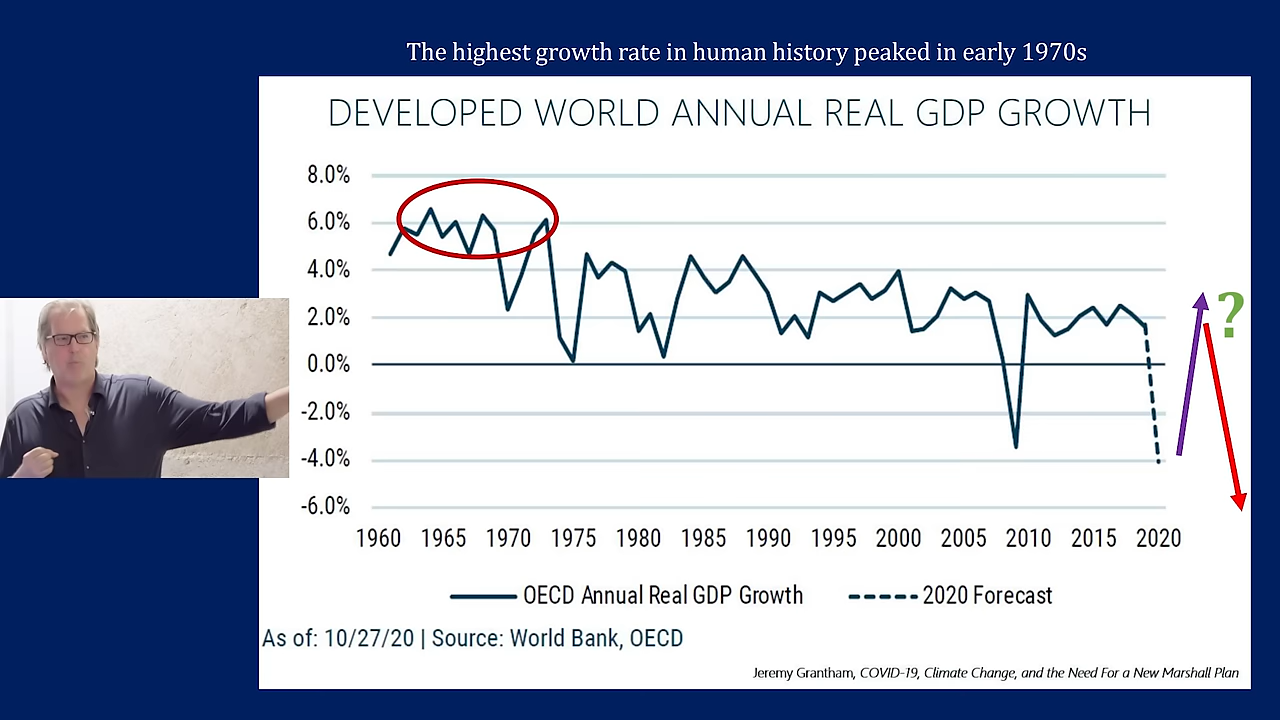 The highest growth rate in human history peaked in early 1970s
DEVELOPED WORLD ANNUAL REAL GDP GROWTH
8.0%
6.0%
4.0%
2.0%
0.0%
-2.0%
-4.0%
-6.0%
?
1960 1965 1970 1975 1980 1985 1990 1995 2000 2005 2010 2015 2020
OECD Annual Real GDP Growth 2020 Forecast
As of: 10/27/20 | Source: World Bank, OECD
Jeremy Grantham, COVID-19, Climate Change, and the Need For a New Marshall Plan